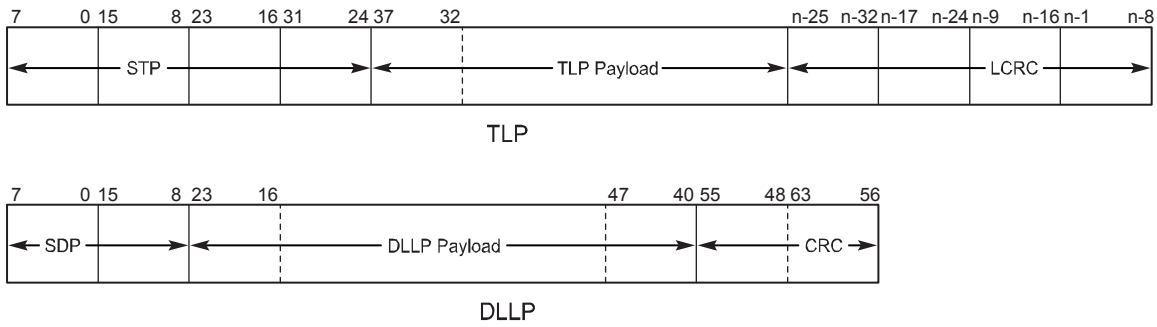 7 0 15 8 23 16 31 24 37 32 n-25 n-32 n-17 n-24 n-9 n-16 n-1 n-8
STP TLP Payload LCRC
TLP
7 0 15 8 23 16 47 40 55 48 63 56
SDP DLLP Payload CRC
DLLP